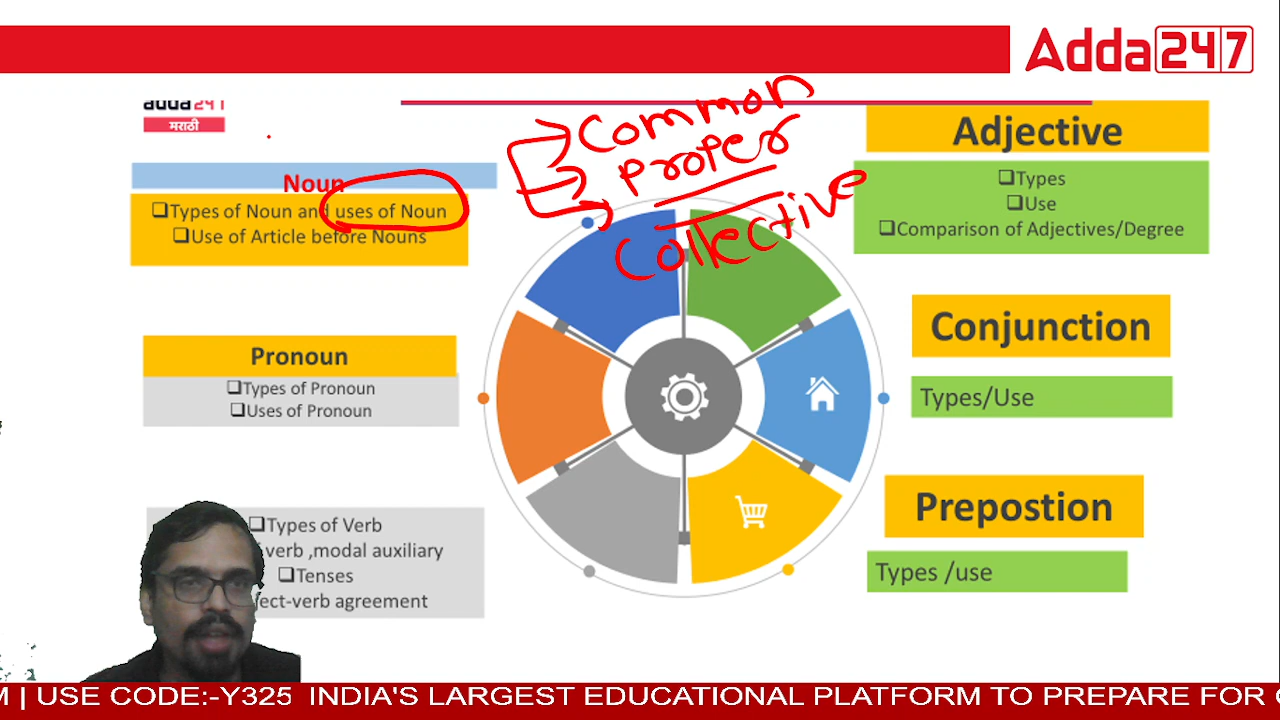 Adda247
adda247
मराठी
Common
Proper
Collective
Noun
❑Types of Noun and uses of Noun
❑Use of Article before Nouns
Pronoun
❑Types of Pronoun
❑Uses of Pronoun
❑Types of Verb
verb ,modal auxiliary
❑Tenses
ect-verb agreement
Adjective
❑Types
❑Use
❑Comparison of Adjectives/Degree
Conjunction
Types/Use
Prepostion
Types /use
M | USE CODE:-Y325 INDIA'S LARGEST EDUCATIONAL PLATFORM TO PREPARE FOR